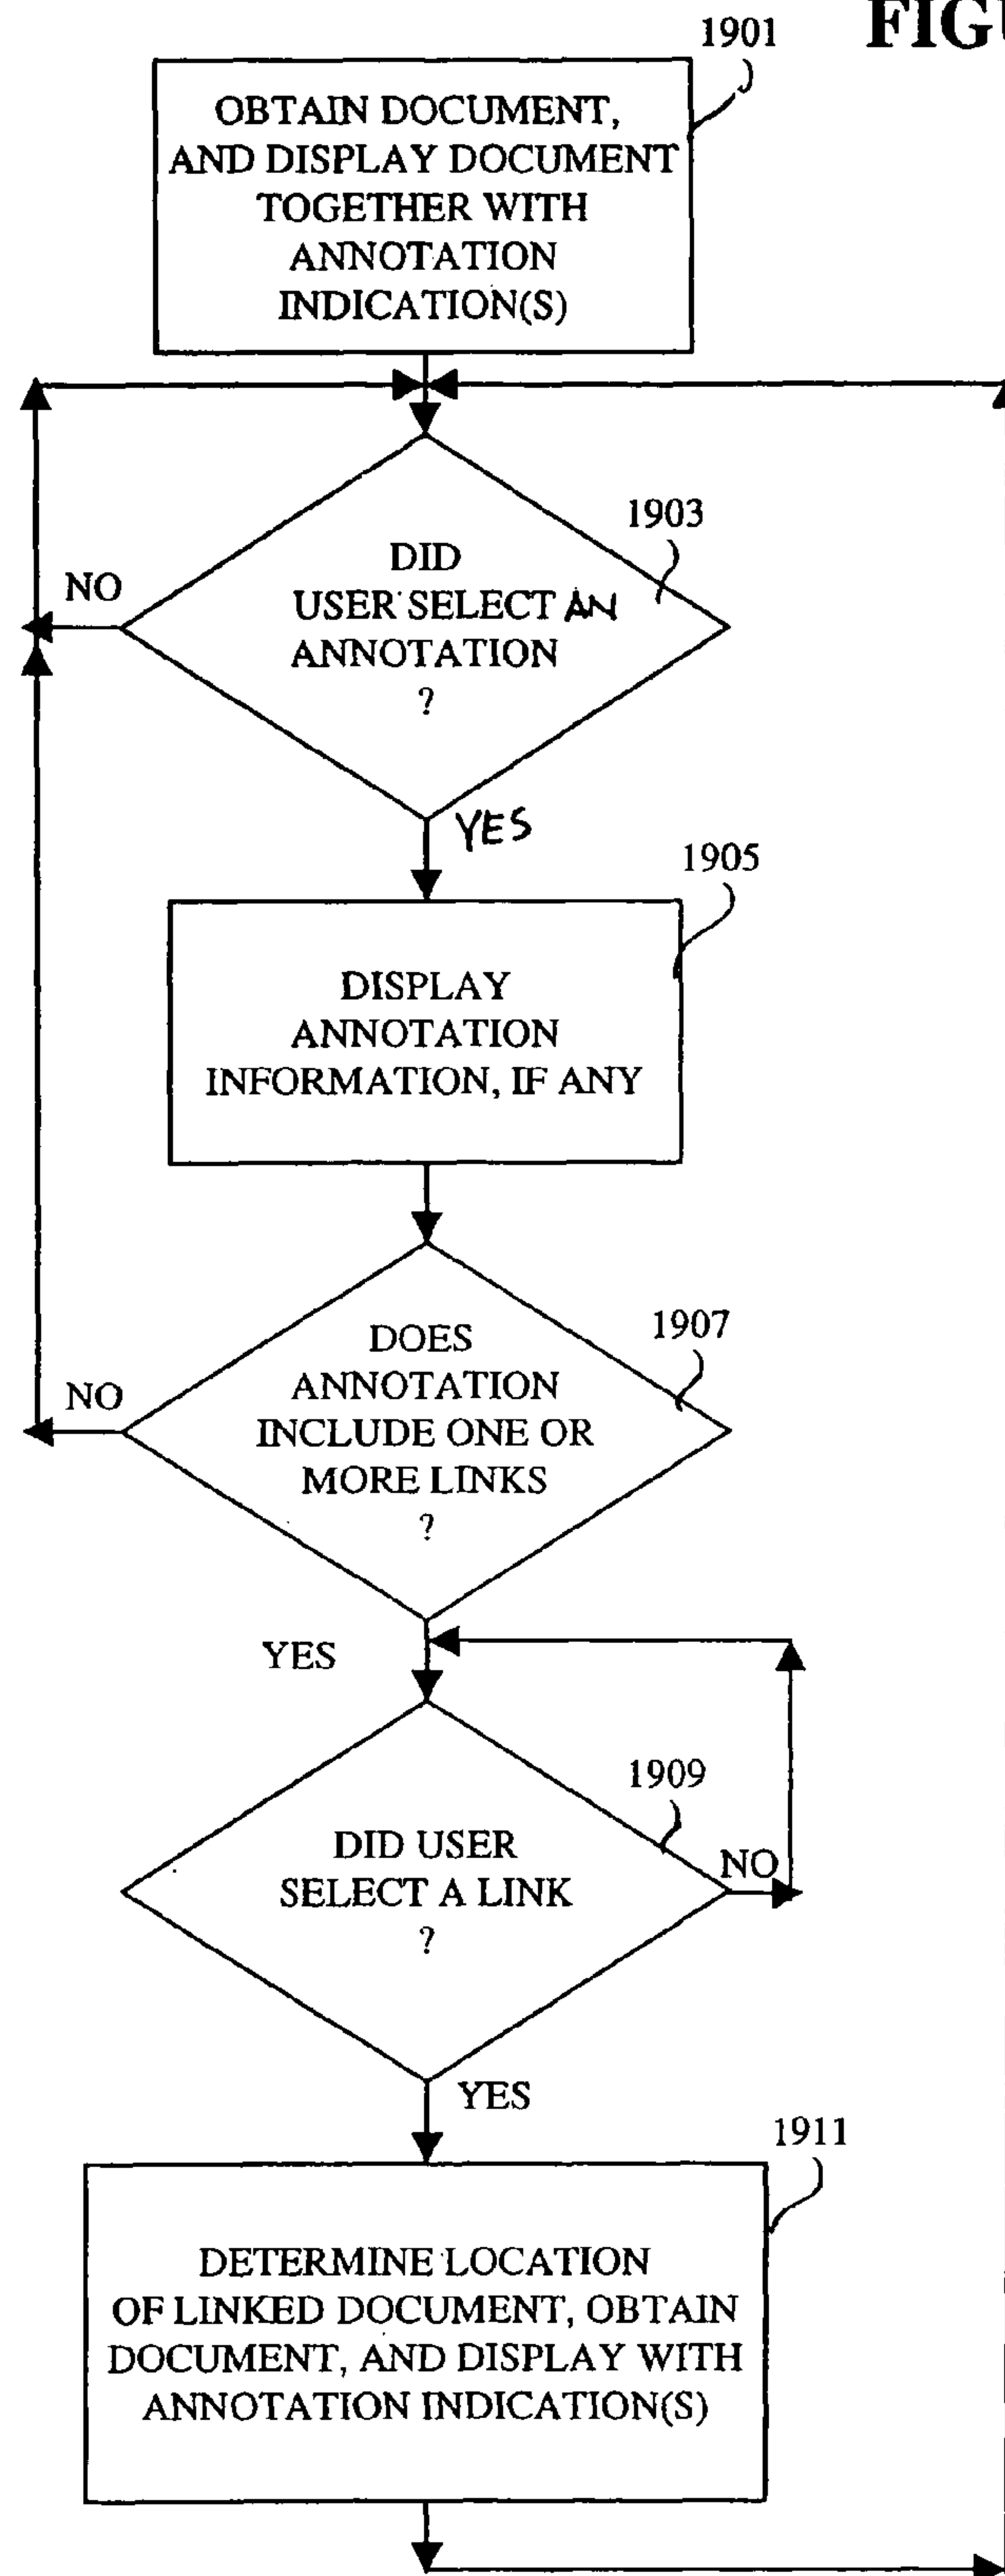 FIGU
1901
OBTAIN DOCUMENT,
AND DISPLAY DOCUMENT
TOGETHER WITH
ANNOTATION
INDICATION(S)
1903
NO
DID
USER SELECT AN
ANNOTATION
?
YES
1905
DISPLAY
ANNOTATION
INFORMATION, IF ANY
1907
NO
DOES
ANNOTATION
INCLUDE ONE OR
MORE LINKS
?
YES
1909
DID USER
SELECT A LINK
?
NO
YES
1911
DETERMINE LOCATION
OF LINKED DOCUMENT, OBTAIN
DOCUMENT, AND DISPLAY WITH
ANNOTATION INDICATION(S)